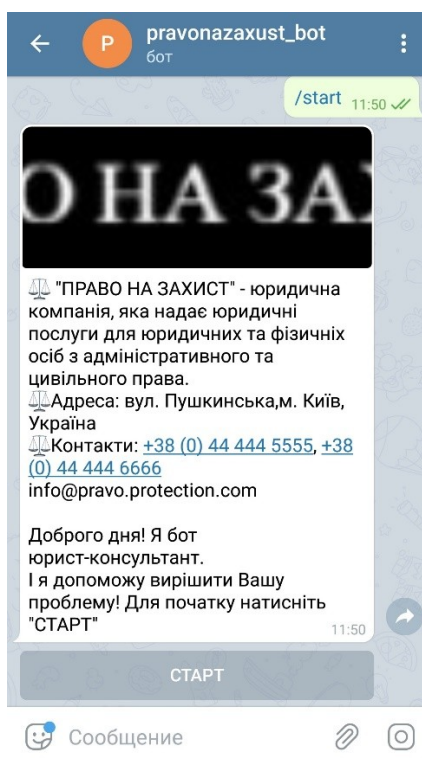 P
pravonazaxust_bot
бот
/start 11:50
О НА ЗАХ
⚖ "ПРАВО НА ЗАХИСТ" - юридична
компанія, яка надає юридичні
послуги для юридичних та фізичніх
осіб з адміністративного та
цивільного права.
⚖Адреса: вул. Пушкинська,м. Київ,
Україна
⚖Контакти: +38 (0) 44 444 5555, +38
(0) 44 444 6666
info@pravo.protection.com
Доброго дня! Я бот
юрист-консультант.
І я допоможу вирішити Вашу
проблему! Для початку натисніть
"СТАРТ"
11:50
СТАРТ
Сообщение